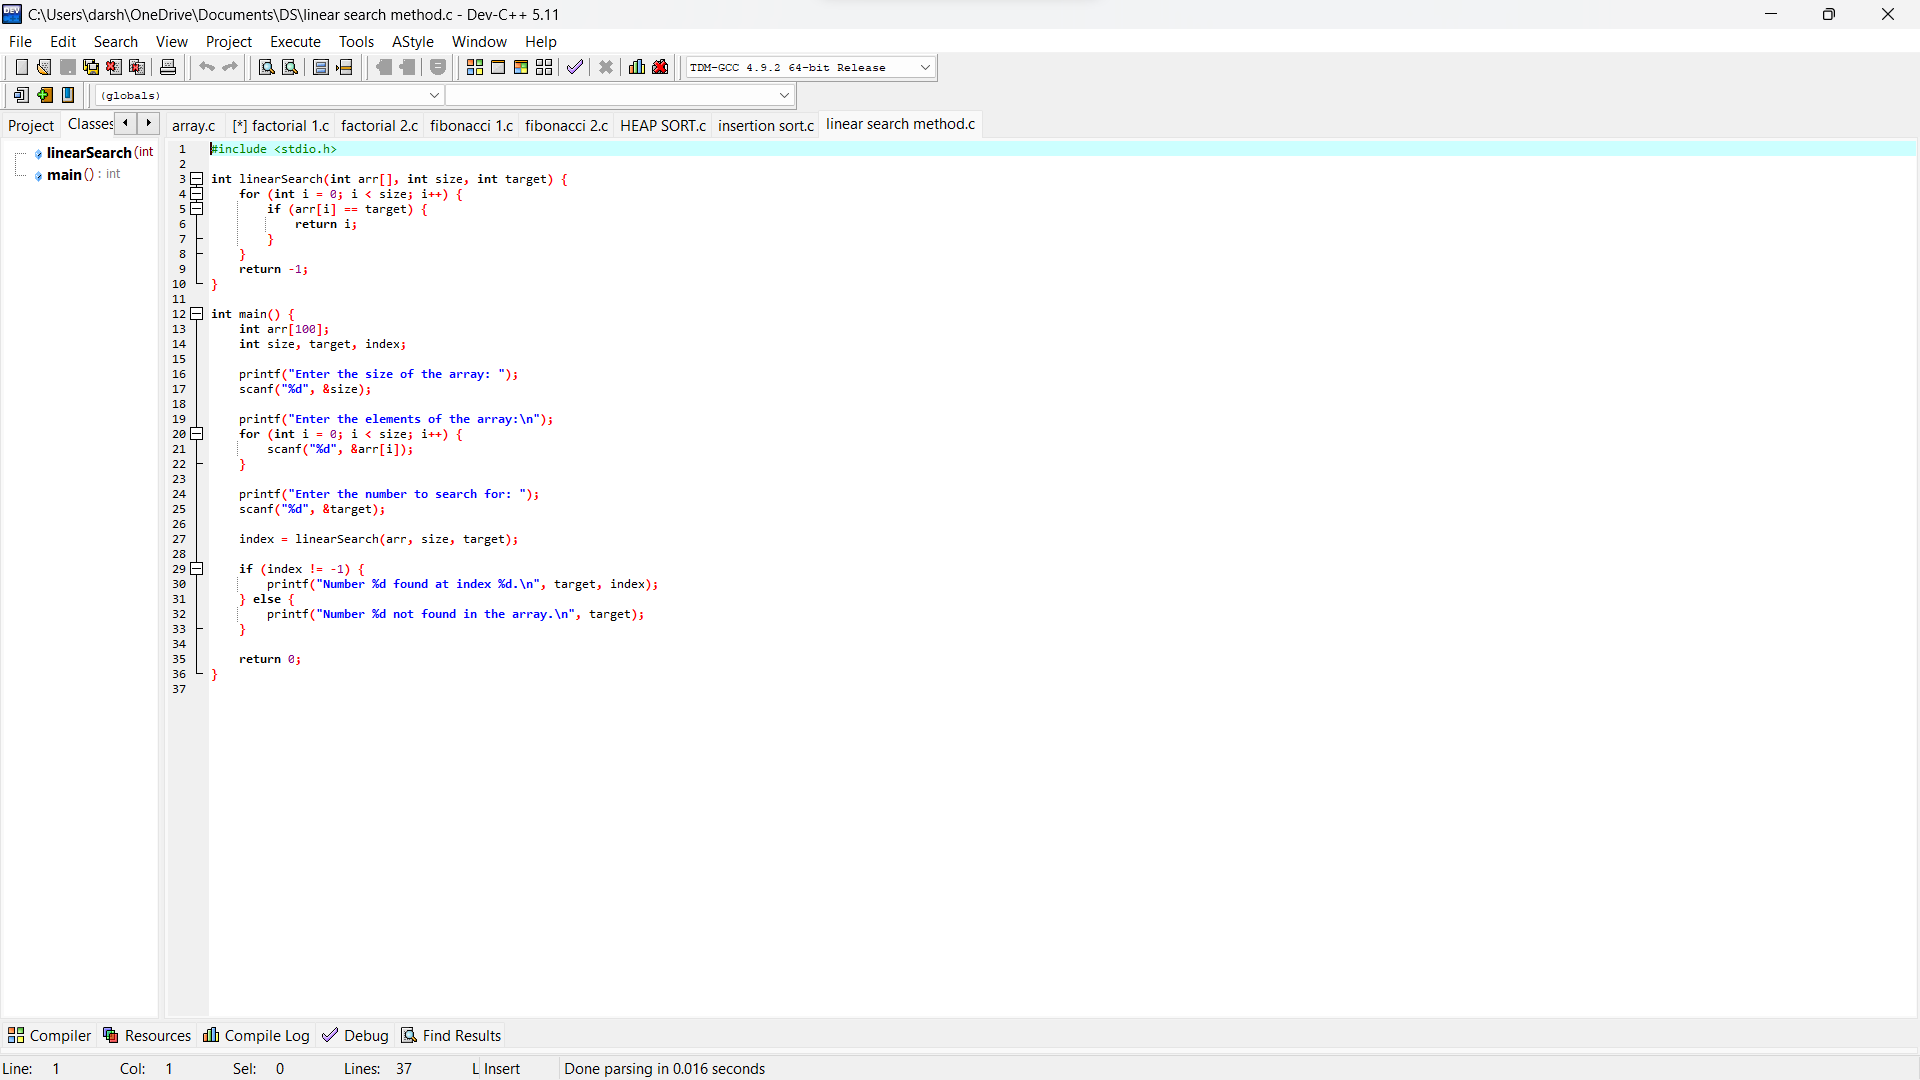 C:\Users\darsh\OneDrive\Documents\DS\linear search method.c - Dev-C++ 5.11
File Edit Search View Project Execute Tools AStyle Window Help
TDM-GCC 4.9.2 64-bit Release
(globals)
Project Classes array.c [*] factorial 1.c factorial 2.c fibonacci 1.c fibonacci 2.c HEAP SORT.c insertion sort.c linear search method.c
linearSearch (int
main () : int
1 #include <stdio.h>
2
3 int linearSearch(int arr[], int size, int target) {
4     for (int i = 0; i < size; i++) {
5         if (arr[i] == target) {
6             return i;
7         }
8     }
9     return -1;
10 }
11
12 int main() {
13     int arr[100];
14     int size, target, index;
15
16     printf("Enter the size of the array: ");
17     scanf("%d", &size);
18
19     printf("Enter the elements of the array:\n");
20     for (int i = 0; i < size; i++) {
21         scanf("%d", &arr[i]);
22     }
23
24     printf("Enter the number to search for: ");
25     scanf("%d", &target);
26
27     index = linearSearch(arr, size, target);
28
29     if (index != -1) {
30         printf("Number %d found at index %d.\n", target, index);
31     } else {
32         printf("Number %d not found in the array.\n", target);
33     }
34
35     return 0;
36 }
37
Compiler Resources Compile Log Debug Find Results
Line: 1 Col: 1 Sel: 0 Lines: 37 L Insert Done parsing in 0.016 seconds